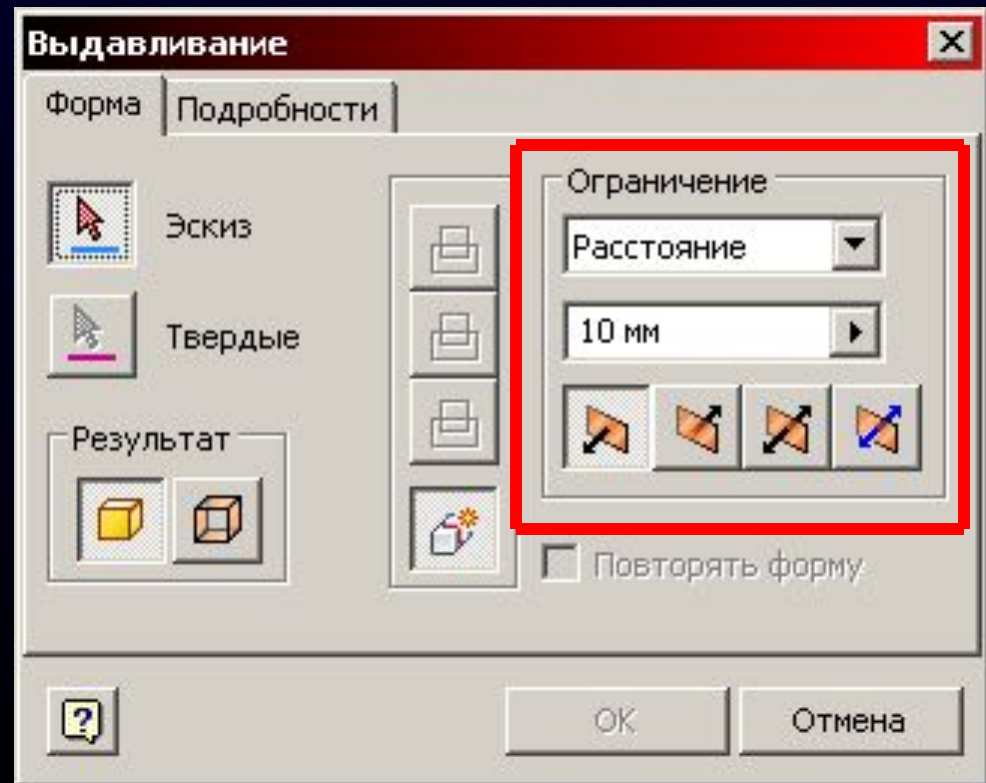 Выдавливание
Форма
Подробности
Эскиз
Твердые
Результат
Ограничение
Расстояние
10 мм
Повторять форму
?
OK
Отмена